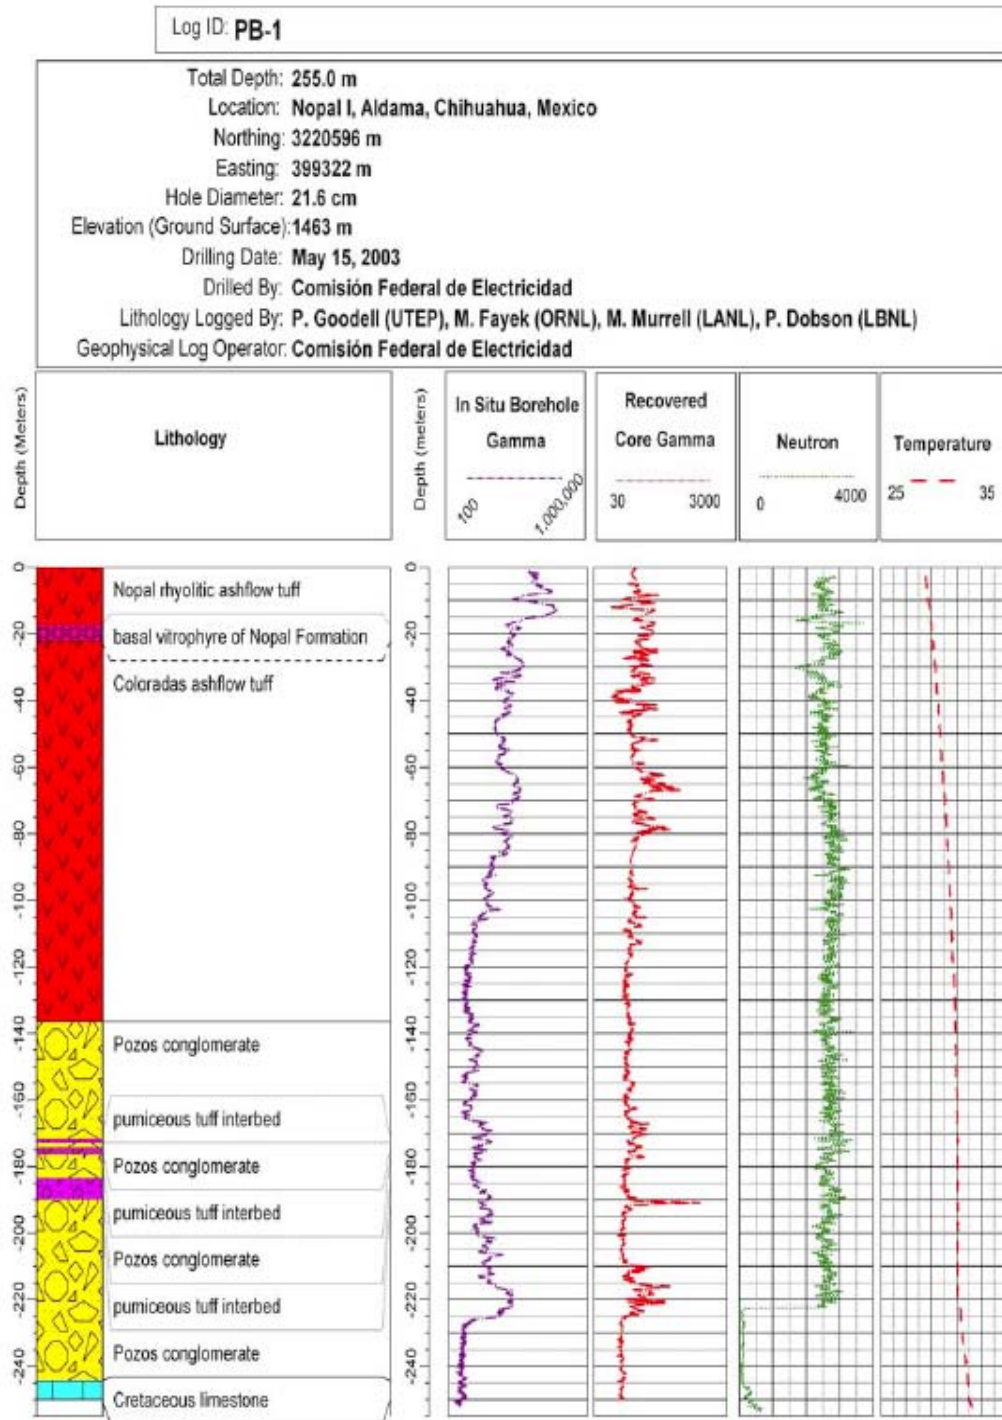 Log ID: PB-1
Total Depth: 255.0 m
Location: Nopal I, Aldama, Chihuahua, Mexico
Northing: 3220596 m
Easting: 399322 m
Hole Diameter: 21.6 cm
Elevation (Ground Surface): 1463 m
Drilling Date: May 15, 2003
Drilled By: Comisión Federal de Electricidad
Lithology Logged By: P. Goodell (UTEP), M. Fayek (ORNL), M. Murrell (LANL), P. Dobson (LBNL)
Geophysical Log Operator: Comisión Federal de Electricidad
Depth (Meters)
Lithology
Depth (meters)
In Situ Borehole
Gamma
100 1,000,000
Recovered
Core Gamma
30 3000
Neutron
0 4000
Temperature
25 35
0
-20
-40
-60
-80
-100
-120
-140
-160
-180
-200
-220
-240
Nopal rhyolitic ashflow tuff
basal vitrophyre of Nopal Formation
Coloradas ashflow tuff
Pozos conglomerate
pumiceous tuff interbed
Pozos conglomerate
pumiceous tuff interbed
Pozos conglomerate
pumiceous tuff interbed
Pozos conglomerate
Cretaceous limestone
0
-20
-40
-60
-80
-100
-120
-140
-160
-180
-200
-220
-240